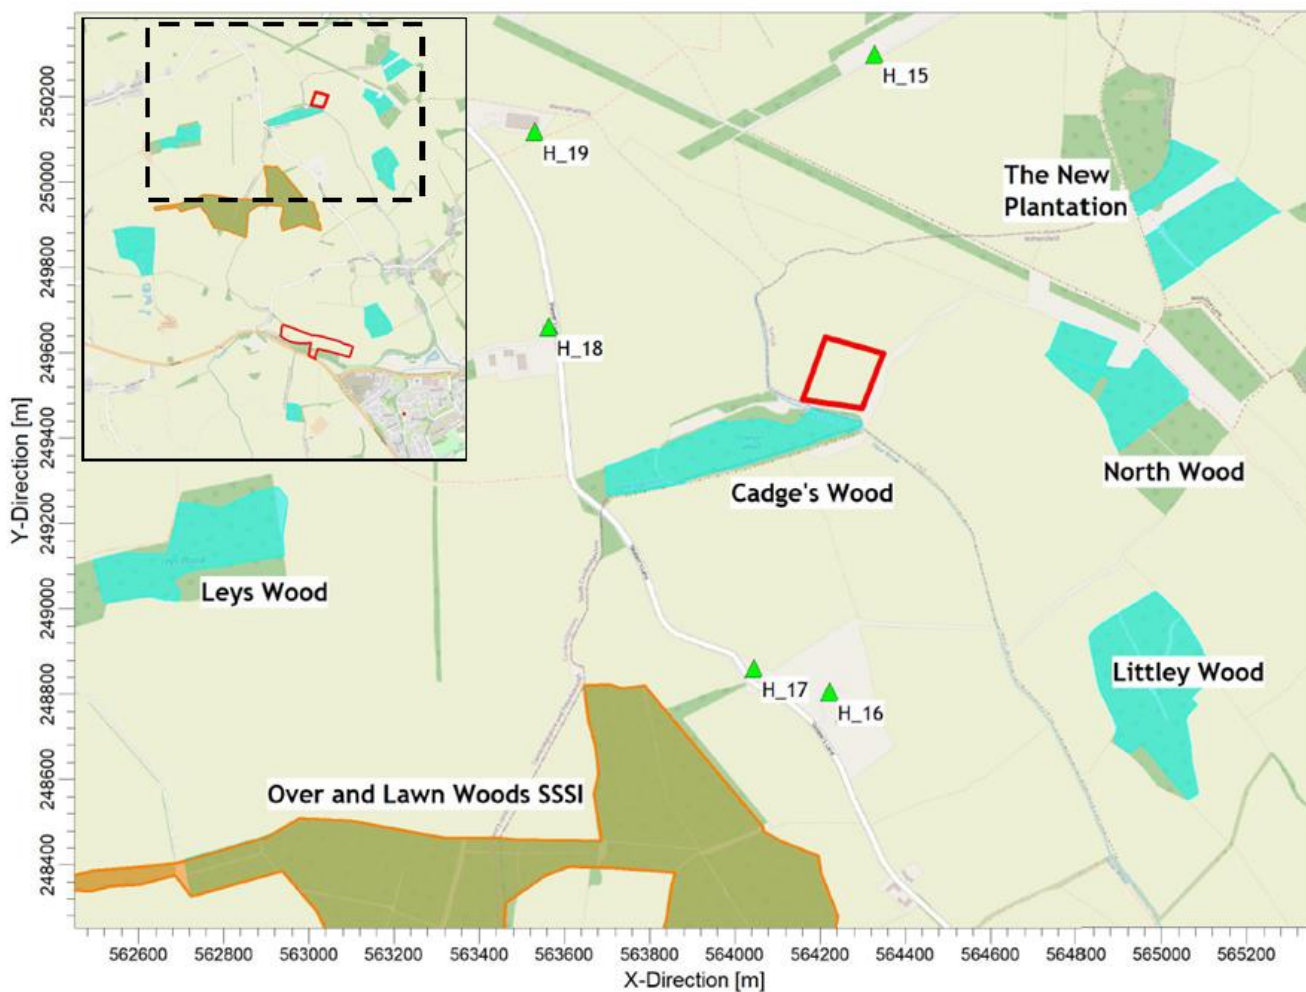 H_15
H_19
The New
Plantation
H_18
North Wood
Cadge's Wood
Leys Wood
Littley Wood
H_17
H_16
Over and Lawn Woods SSSI
Y-Direction [m]
250200
250000
249800
249600
249400
249200
249000
248800
248600
248400
562600 562800 563000 563200 563400 563600 563800 564000 564200 564400 564600 564800 565000 565200
X-Direction [m]